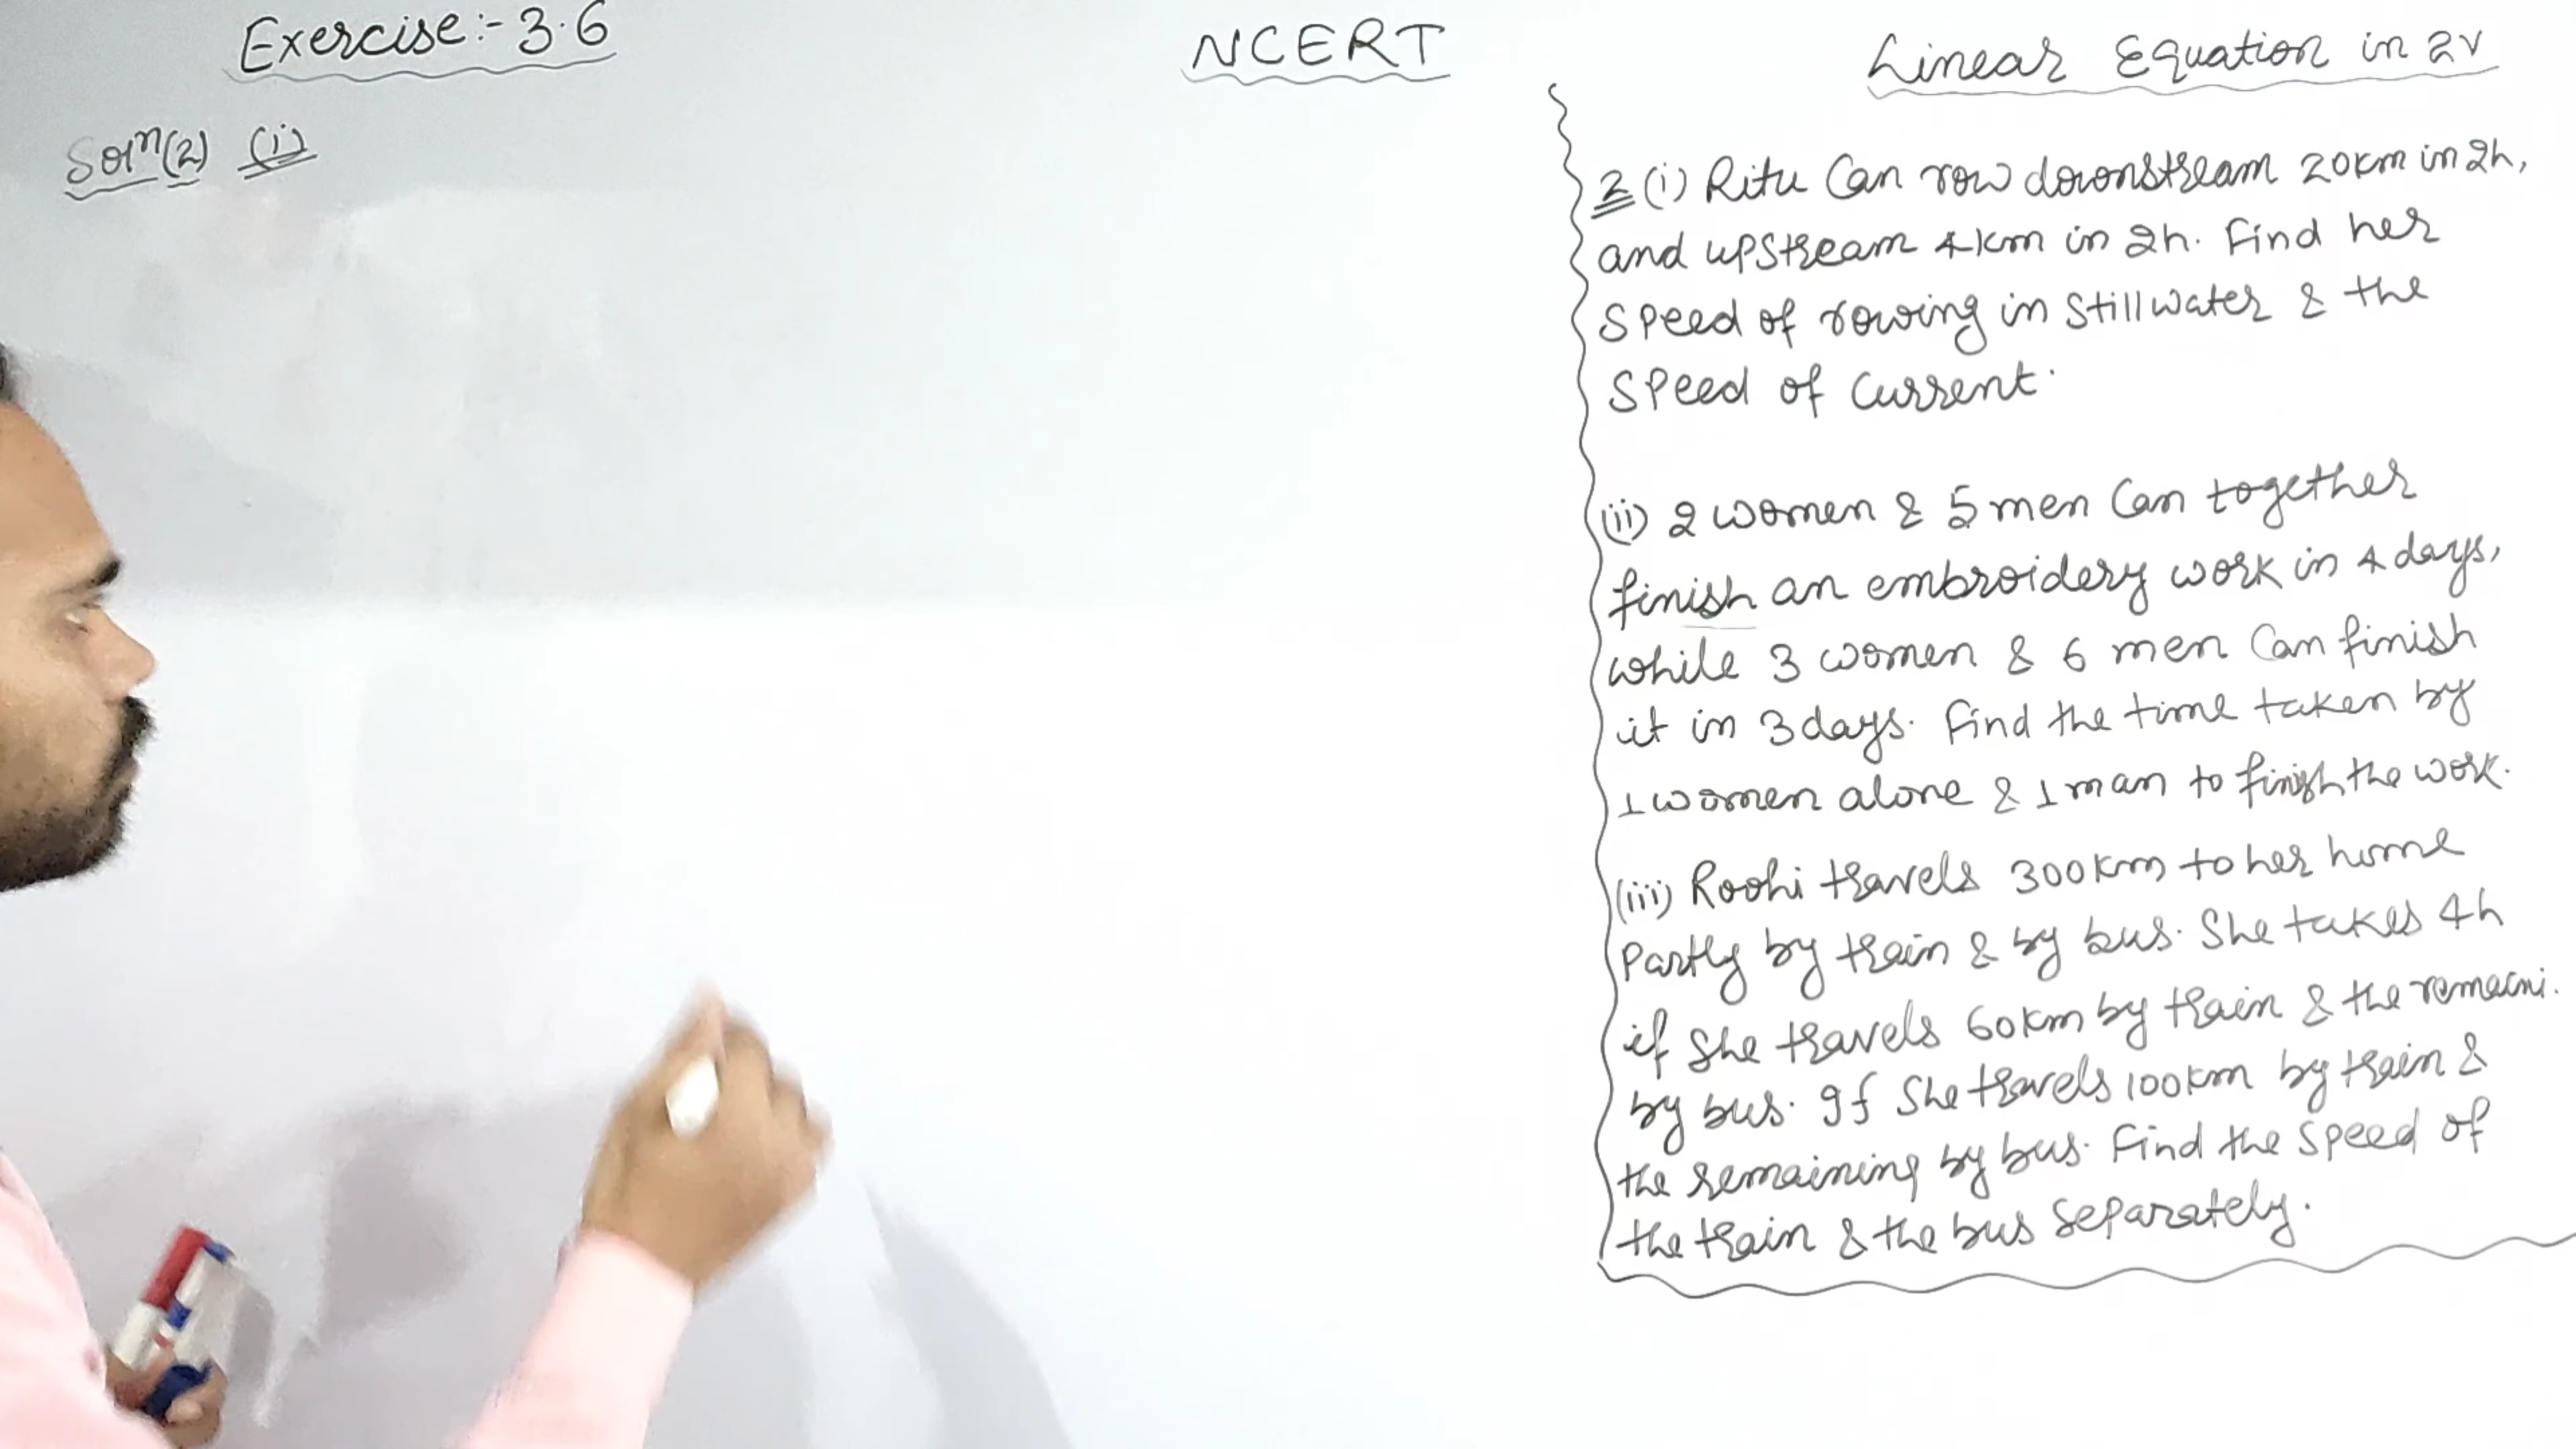 Exercise:- 3.6
NCERT
Linear Equation in 2V
Solⁿ(2) (i)
2 (i) Ritu Can row downstream 20km in 2h,
and upstream 4km in 2h. Find her
Speed of rowing in Still water & the
Speed of Current.
(ii) 2 women & 5 men Can together
finish an embroidery work in 4 days,
while 3 women & 6 men Can finish
it in 3 days. Find the time taken by
1 women alone & 1 man to finish the work.
(iii) Roohi travels 300km to her home
Partly by train & by bus. She takes 4h
if She travels 60km by train & the remaini.
by bus. If She travels 100km by train &
the remaining by bus. Find the Speed of
the train & the bus Separately.